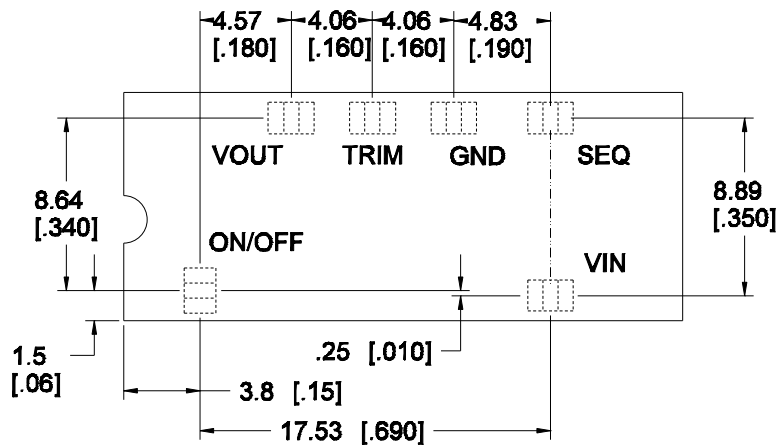 4.57
[.180]
4.06
[.160]
4.06
[.160]
4.83
[.190]
VOUT
TRIM
GND
SEQ
8.64
[.340]
8.89
[.350]
ON/OFF
VIN
1.5
[.06]
.25 [.010]
3.8 [.15]
17.53 [.690]